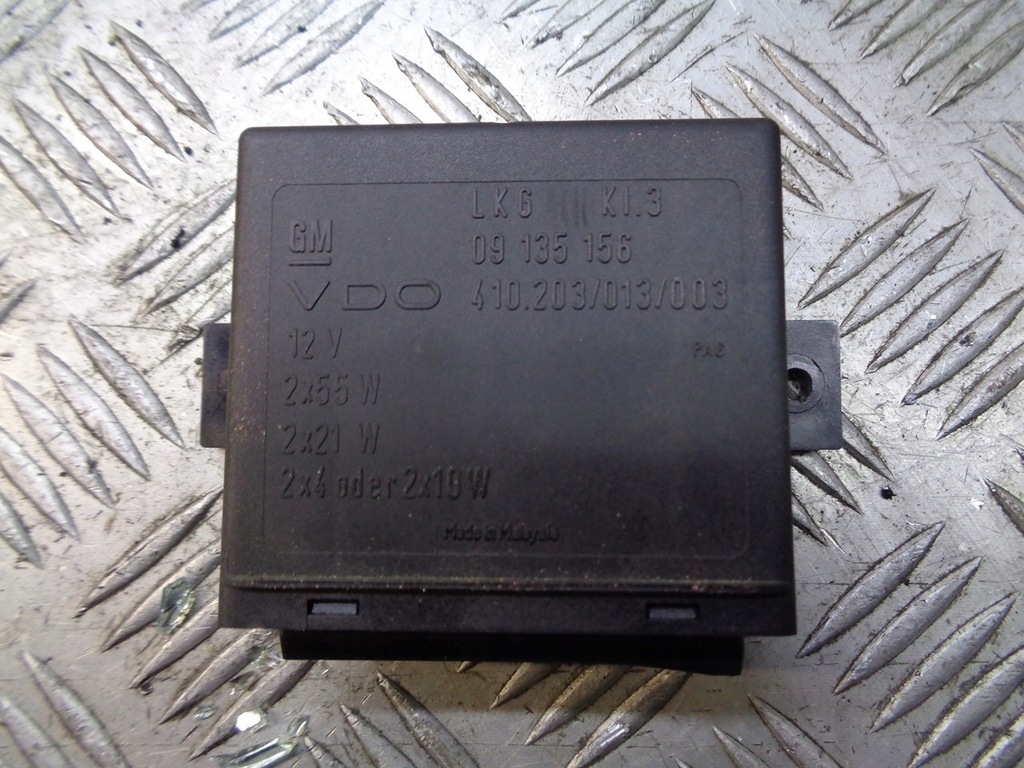 LKG KI.3
GM 09 135 156
VDO 410.203/013/003
12 V PA6
2x55 W
2x21 W
2x4 oder 2x10W
Made in Malaysia